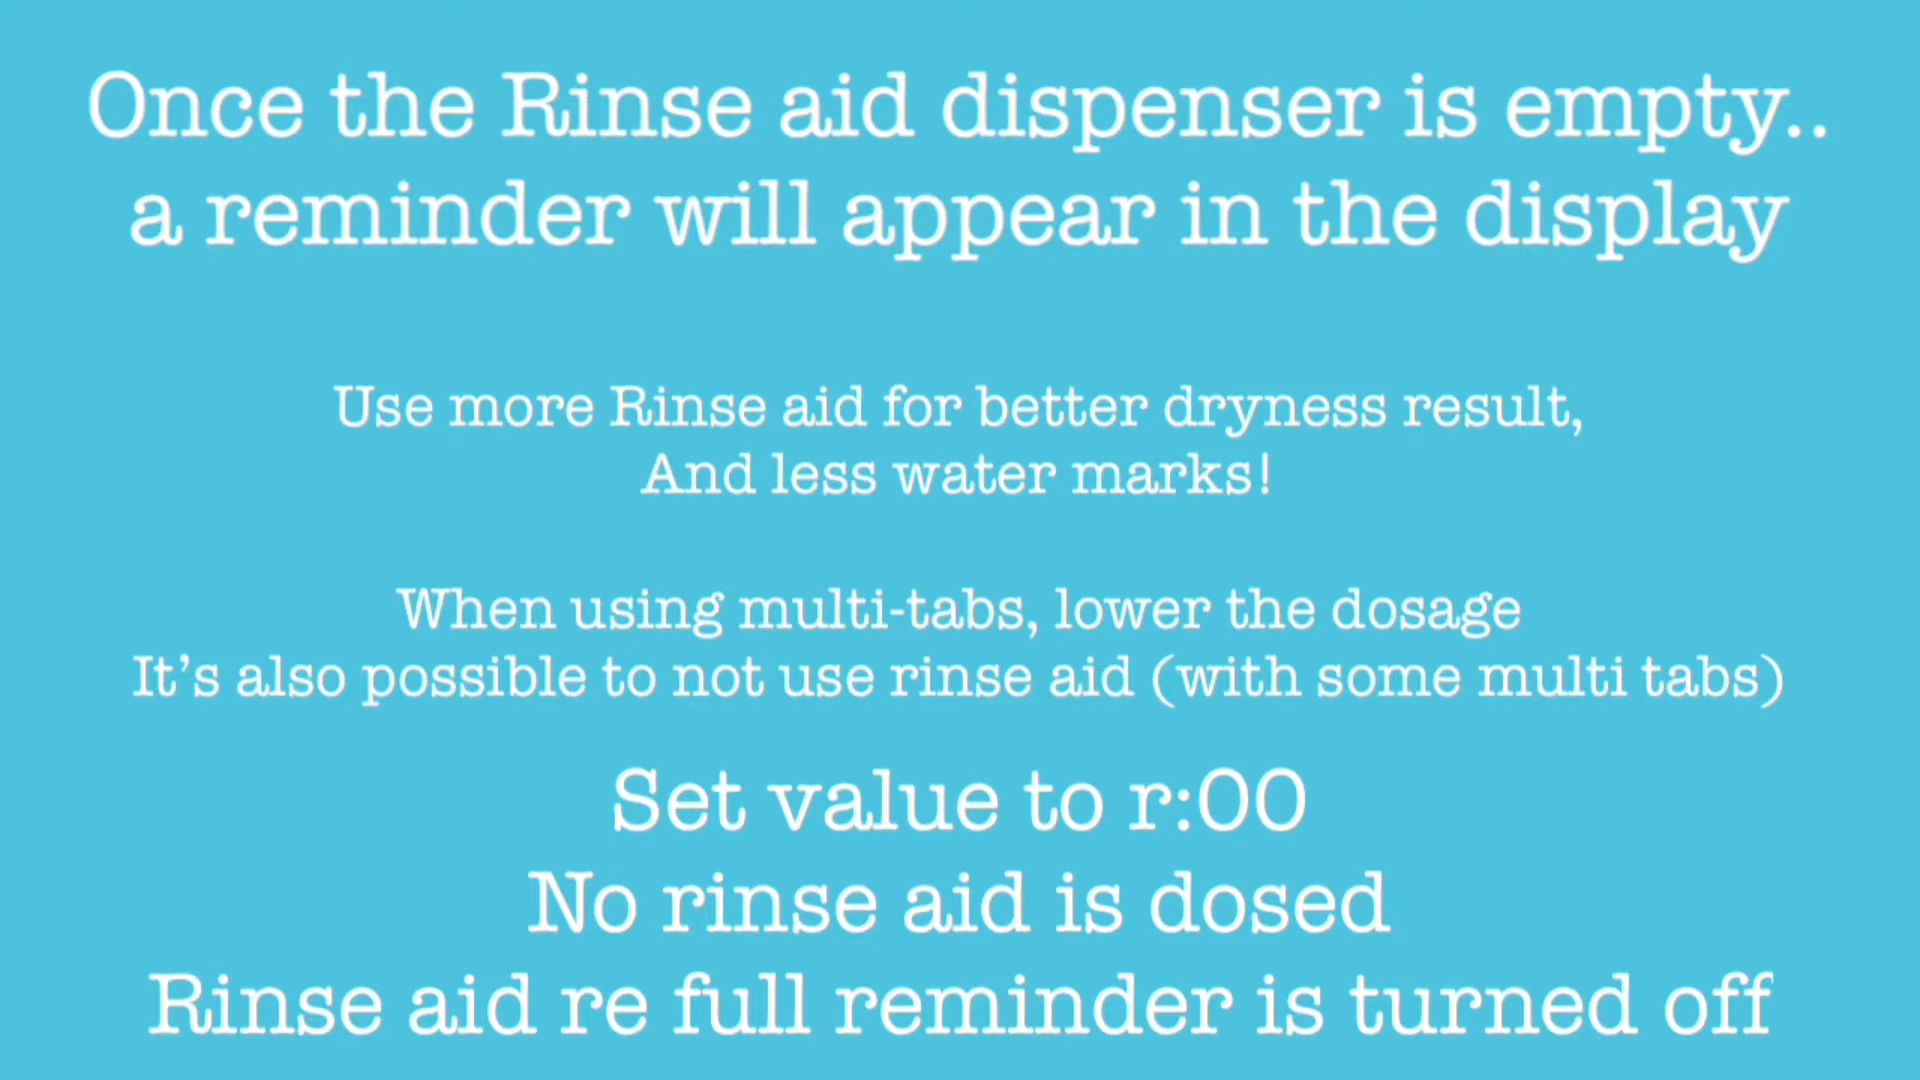 Once the Rinse aid dispenser is empty..
a reminder will appear in the display
Use more Rinse aid for better dryness result,
And less water marks!
When using multi-tabs, lower the dosage
It’s also possible to not use rinse aid (with some multi tabs)
Set value to r:00
No rinse aid is dosed
Rinse aid re full reminder is turned off